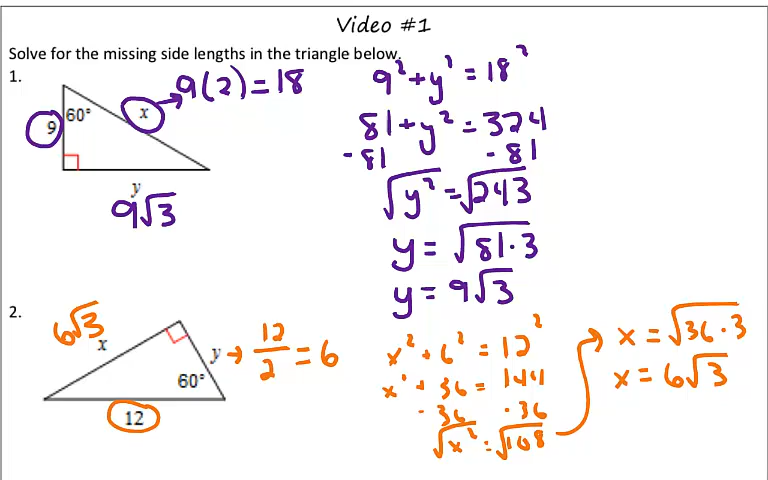 Video #1
Solve for the missing side lengths in the triangle below.
1.
9
60°
x
→ 9(2) = 18
y
9√3
9² + y² = 18²
81 + y² = 324
-81 -81
√y² = √243
y = √81·3
y = 9√3
2.
6√3
x
y → 12/2 = 6
60°
12
x² + 6² = 12²
x² + 36 = 144
-36 -36
√x² = √108
x = √36·3
x = 6√3